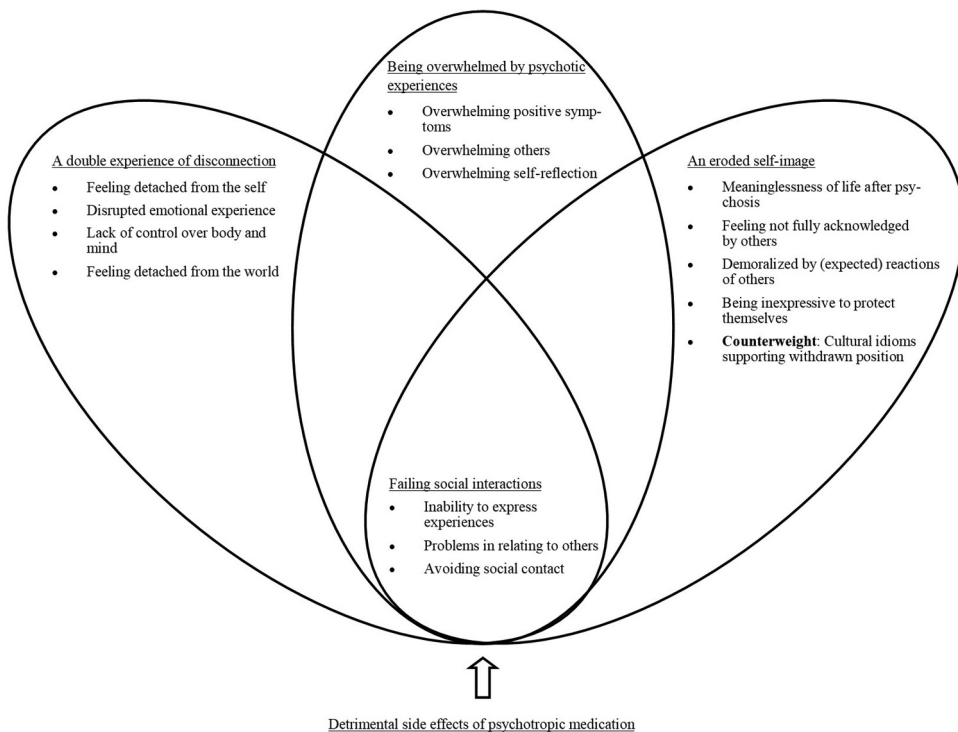 Being overwhelmed by psychotic
experiences
• Overwhelming positive symp-
toms
• Overwhelming others
• Overwhelming self-reflection
A double experience of disconnection
• Feeling detached from the self
• Disrupted emotional experience
• Lack of control over body and
mind
• Feeling detached from the world
An eroded self-image
• Meaninglessness of life after psy-
chosis
• Feeling not fully acknowledged
by others
• Demoralized by (expected) reactions
of others
• Being inexpressive to protect
themselves
• Counterweight: Cultural idioms
supporting withdrawn position
Failing social interactions
• Inability to express
experiences
• Problems in relating to others
• Avoiding social contact
Detrimental side effects of psychotropic medication